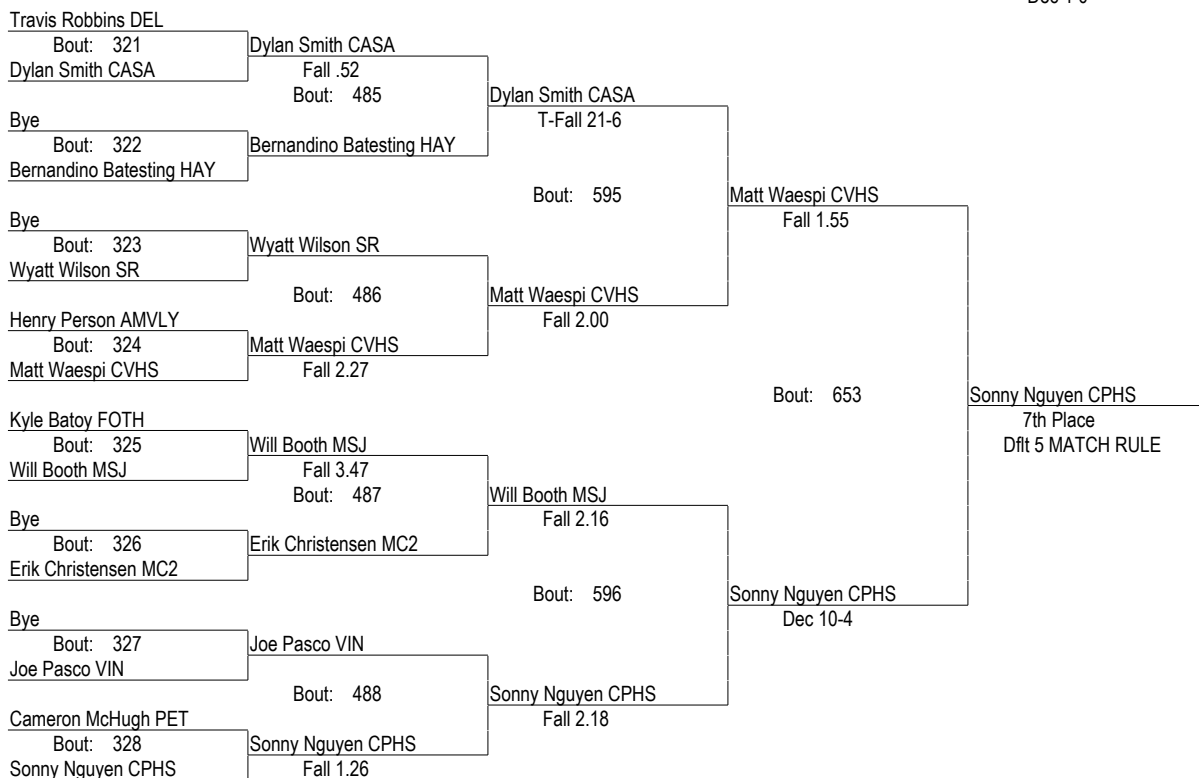 Travis Robbins DEL
Bout: 321
Dylan Smith CASA
Dylan Smith CASA
Fall .52
Bout: 485
Dylan Smith CASA
T-Fall 21-6
Bye
Bout: 322
Bernandino Batesting HAY
Bernandino Batesting HAY
Bout: 595
Matt Waespi CVHS
Fall 1.55
Bye
Bout: 323
Wyatt Wilson SR
Wyatt Wilson SR
Bout: 486
Matt Waespi CVHS
Fall 2.00
Henry Person AMVLY
Bout: 324
Matt Waespi CVHS
Matt Waespi CVHS
Fall 2.27
Bout: 653
Sonny Nguyen CPHS
7th Place
Dflt 5 MATCH RULE
Kyle Batoy FOTH
Bout: 325
Will Booth MSJ
Will Booth MSJ
Fall 3.47
Bout: 487
Will Booth MSJ
Fall 2.16
Bye
Bout: 326
Erik Christensen MC2
Erik Christensen MC2
Bout: 596
Sonny Nguyen CPHS
Dec 10-4
Bye
Bout: 327
Joe Pasco VIN
Joe Pasco VIN
Bout: 488
Sonny Nguyen CPHS
Fall 2.18
Cameron McHugh PET
Bout: 328
Sonny Nguyen CPHS
Sonny Nguyen CPHS
Fall 1.26